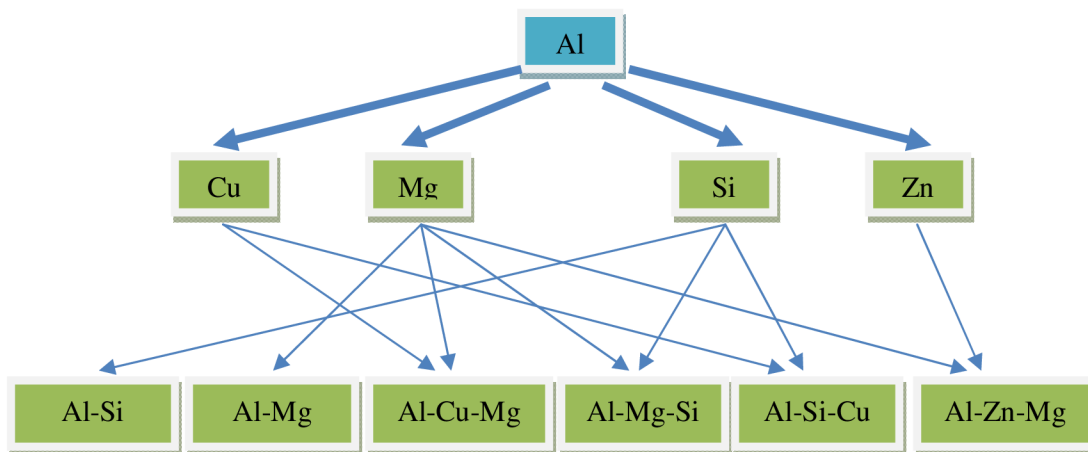 Al
Cu
Mg
Si
Zn
Al-Si
Al-Mg
Al-Cu-Mg
Al-Mg-Si
Al-Si-Cu
Al-Zn-Mg